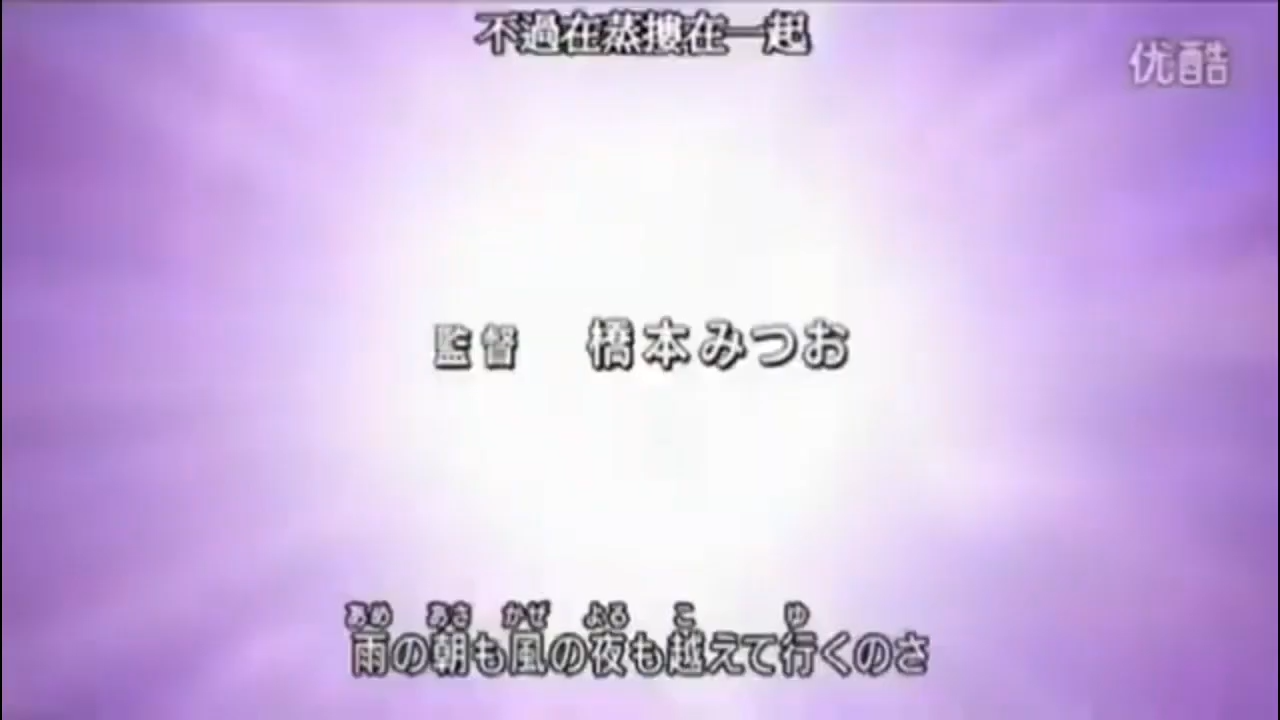 不過在蒸摟在一起
优酷
監督 橋本みつお
あめ あさ かぜ よる こ ゆ
雨の朝も風の夜も越えて行くのさ